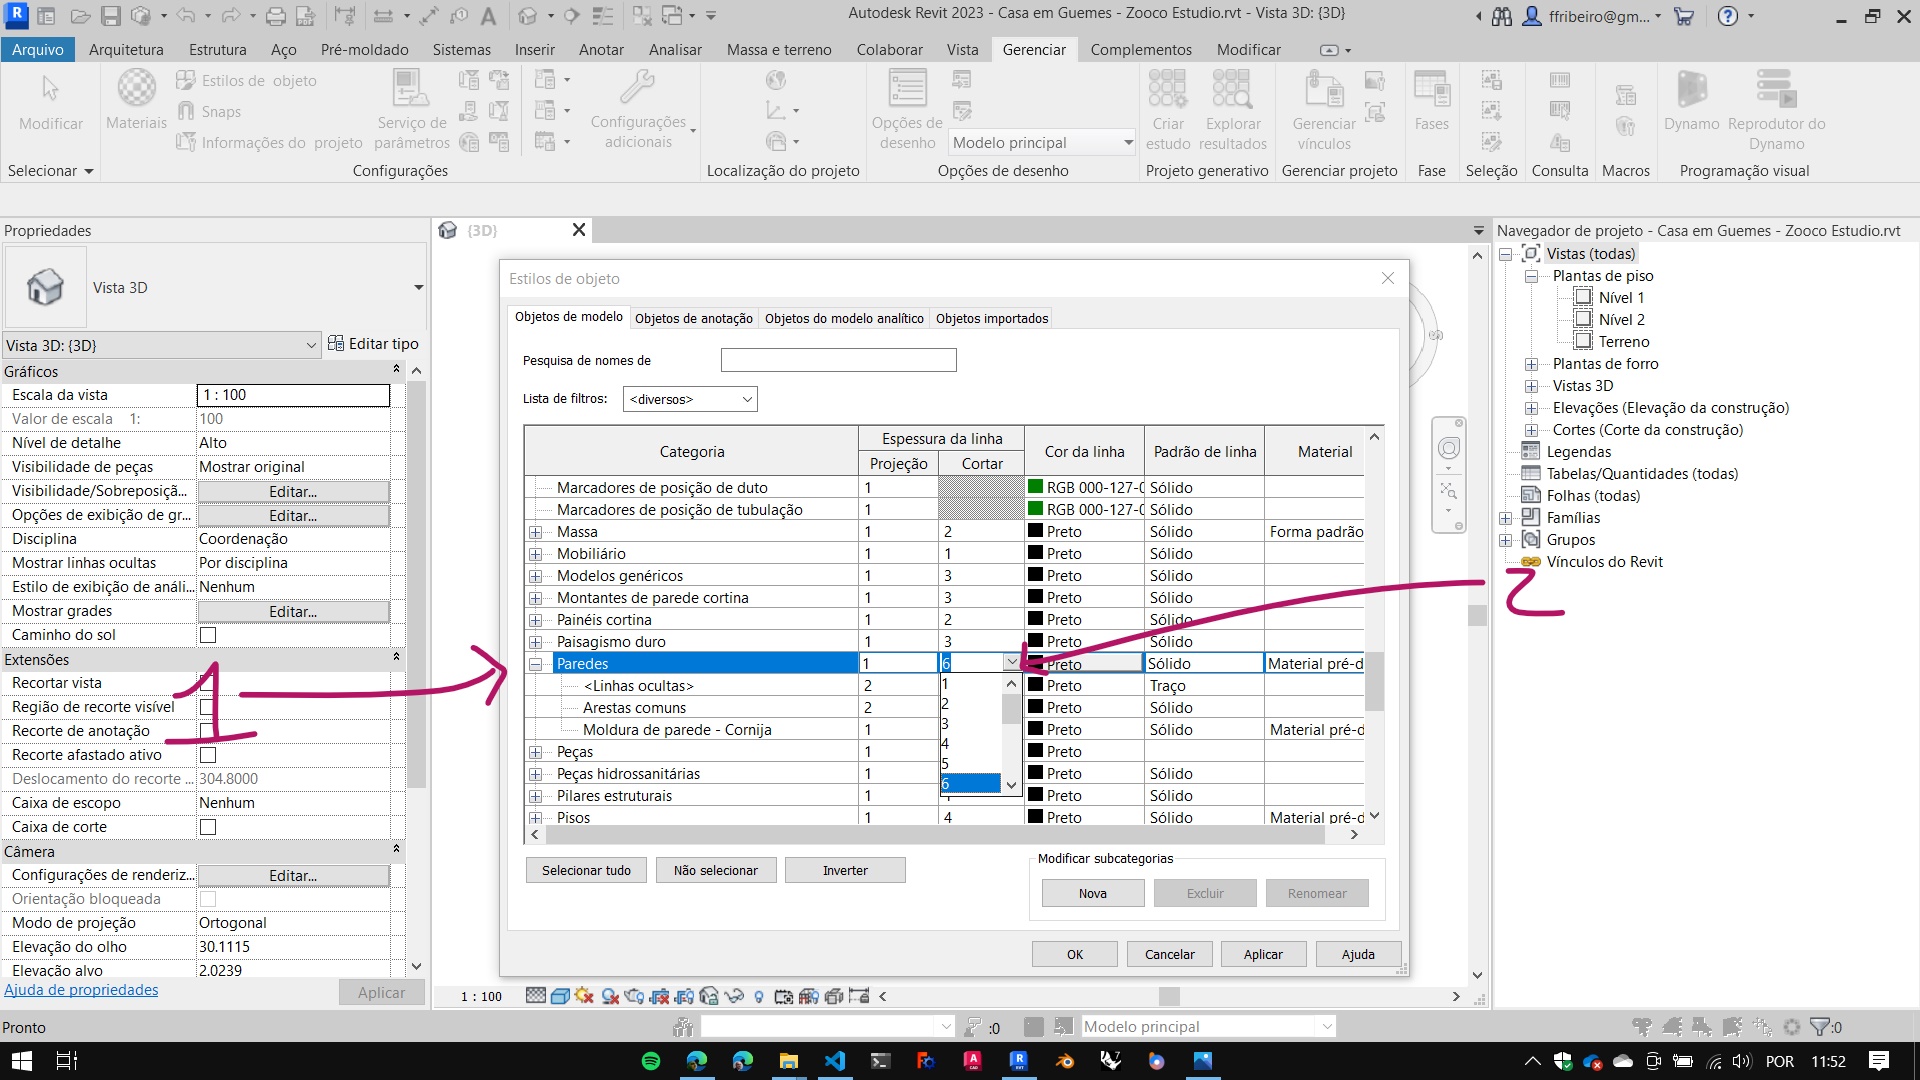 Autodesk Revit 2023 - Casa em Guemes - Zooco Estudio.rvt - Vista 3D: {3D}
ffribeiro@gm...
Arquivo Arquitetura Estrutura Aço Pré-moldado Sistemas Inserir Anotar Analisar Massa e terreno Colaborar Vista Gerenciar Complementos Modificar
Modificar
Materiais
Estilos de objeto
Snaps
Informações do projeto
Serviço de parâmetros
Configurações adicionais
Opções de desenho
Modelo principal
Criar estudo
Explorar resultados
Gerenciar vínculos
Fases
Dynamo
Reprodutor do Dynamo
Selecionar Configurações Localização do projeto Opções de desenho Projeto generativo Gerenciar projeto Fase Seleção Consulta Macros Programação visual
Propriedades
Vista 3D
Vista 3D: {3D} Editar tipo
Gráficos
Escala da vista 1 : 100
Valor de escala 1: 100
Nível de detalhe Alto
Visibilidade de peças Mostrar original
Visibilidade/Sobreposiçã... Editar...
Opções de exibição de gr... Editar...
Disciplina Coordenação
Mostrar linhas ocultas Por disciplina
Estilo de exibição de análi... Nenhum
Mostrar grades Editar...
Caminho do sol
Extensões
Recortar vista
Região de recorte visível
Recorte de anotação
Recorte afastado ativo
Deslocamento do recorte ... 304.8000
Caixa de escopo Nenhum
Caixa de corte
Câmera
Configurações de renderiz... Editar...
Orientação bloqueada
Modo de projeção Ortogonal
Elevação do olho 30.1115
Elevação alvo 2.0239
Ajuda de propriedades Aplicar
1
{3D}
Estilos de objeto
Objetos de modelo Objetos de anotação Objetos do modelo analítico Objetos importados
Pesquisa de nomes de
Lista de filtros: <diversos>
Categoria Espessura da linha Cor da linha Padrão de linha Material
Projeção Cortar
Marcadores de posição de duto 1 RGB 000-127-0 Sólido
Marcadores de posição de tubulação 1 RGB 000-127-0 Sólido
Massa 1 2 Preto Sólido Forma padrão
Mobiliário 1 1 Preto Sólido
Modelos genéricos 1 3 Preto Sólido
Montantes de parede cortina 1 3 Preto Sólido
Painéis cortina 1 2 Preto Sólido
Paisagismo duro 1 3 Preto Sólido
Paredes 1 6 Preto Sólido Material pré-d
<Linhas ocultas> 2 Preto Traço
Arestas comuns 2 Preto Sólido
Moldura de parede - Cornija 1 Preto Sólido Material pré-d
Peças 1 Preto
Peças hidrossanitárias 1 Preto Sólido
Pilares estruturais 1 Preto Sólido
Pisos 1 4 Preto Sólido Material pré-d
1
2
3
4
5
6
Selecionar tudo Não selecionar Inverter
Modificar subcategorias
Nova Excluir Renomear
OK Cancelar Aplicar Ajuda
2
Navegador de projeto - Casa em Guemes - Zooco Estudio.rvt
Vistas (todas)
Plantas de piso
Nível 1
Nível 2
Terreno
Plantas de forro
Vistas 3D
Elevações (Elevação da construção)
Cortes (Corte da construção)
Legendas
Tabelas/Quantidades (todas)
Folhas (todas)
Famílias
Grupos
Vínculos do Revit
1 : 100
Pronto :0 Modelo principal :0
POR 11:52